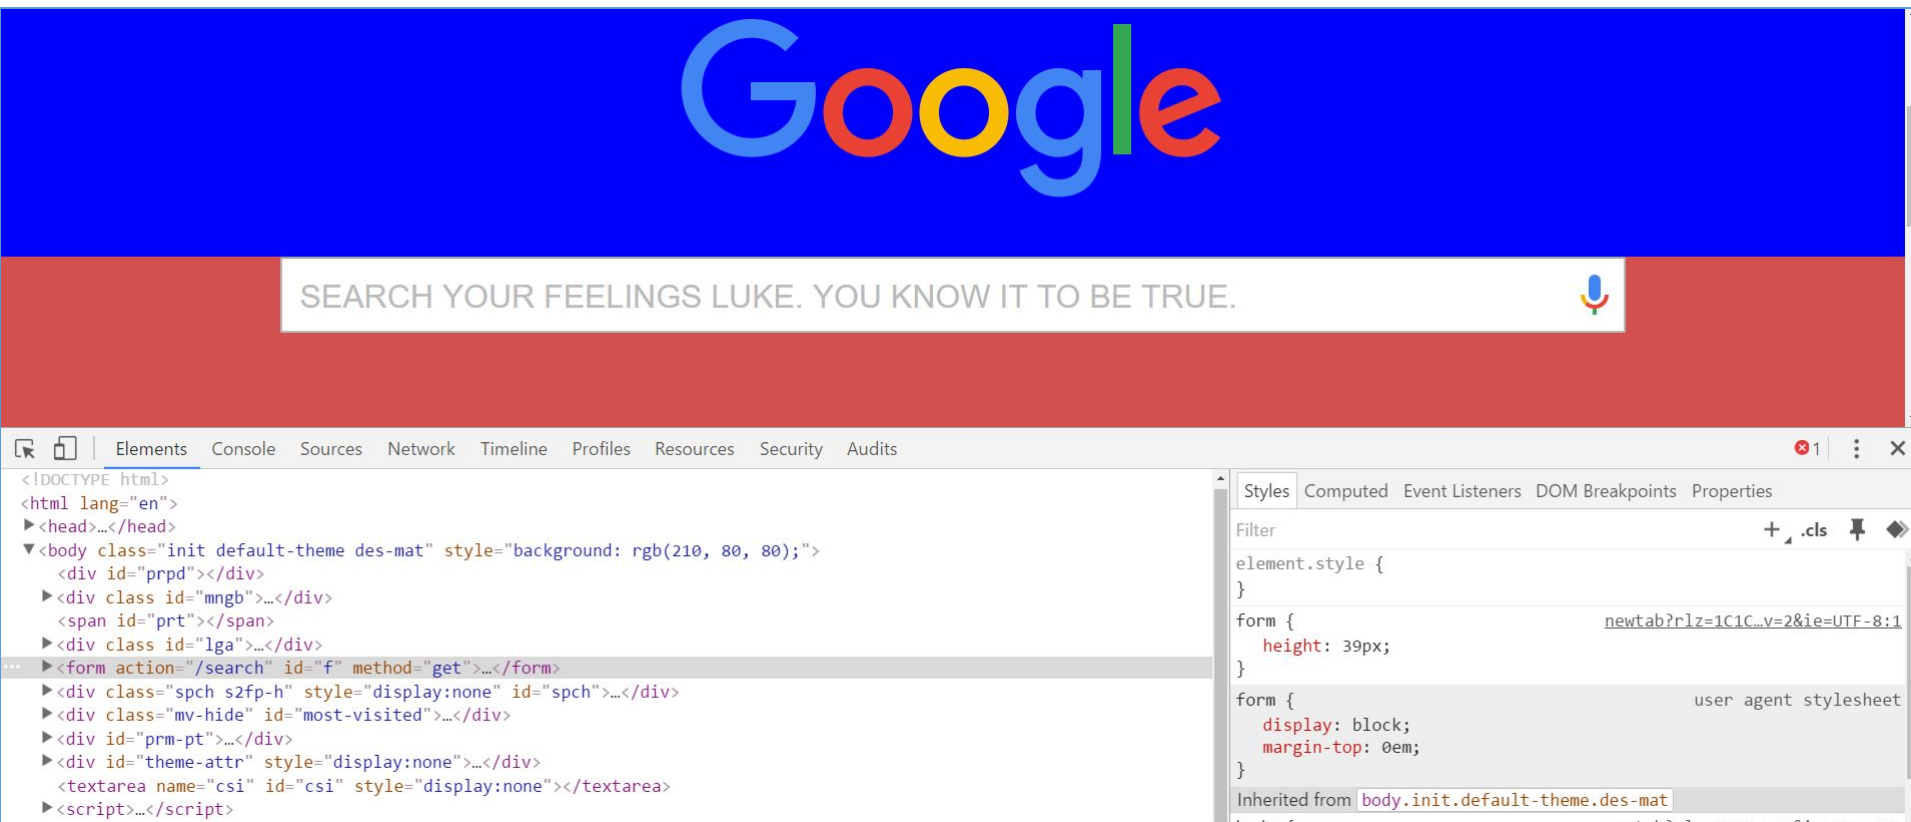 Google
SEARCH YOUR FEELINGS LUKE. YOU KNOW IT TO BE TRUE.
Elements Console Sources Network Timeline Profiles Resources Security Audits 1
<!DOCTYPE html>
<html lang="en">
<head>…</head>
<body class="init default-theme des-mat" style="background: rgb(210, 80, 80);">
<div id="prpd"></div>
<div class id="mngb">…</div>
<span id="prt"></span>
<div class id="lga">…</div>
<form action="/search" id="f" method="get">…</form>
<div class="spch s2fp-h" style="display:none" id="spch">…</div>
<div class="mv-hide" id="most-visited">…</div>
<div id="prm-pt">…</div>
<div id="theme-attr" style="display:none">…</div>
<textarea name="csi" id="csi" style="display:none"></textarea>
<script>…</script>
Styles Computed Event Listeners DOM Breakpoints Properties
Filter + .cls
element.style {
}
form { newtab?rlz=1C1C…v=2&ie=UTF-8:1
height: 39px;
}
form { user agent stylesheet
display: block;
margin-top: 0em;
}
Inherited from body.init.default-theme.des-mat